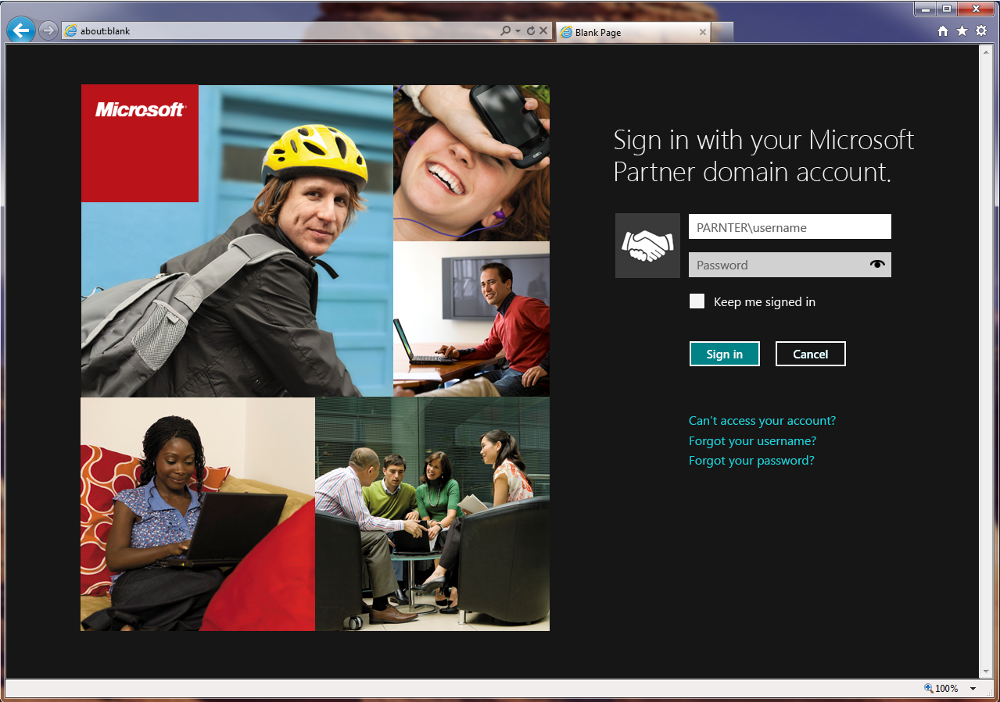 about:blank
Blank Page
Microsoft
Sign in with your Microsoft
Partner domain account.
PARNTER\username
Password
Keep me signed in
Sign in
Cancel
Can't access your account?
Forgot your username?
Forgot your password?
100%